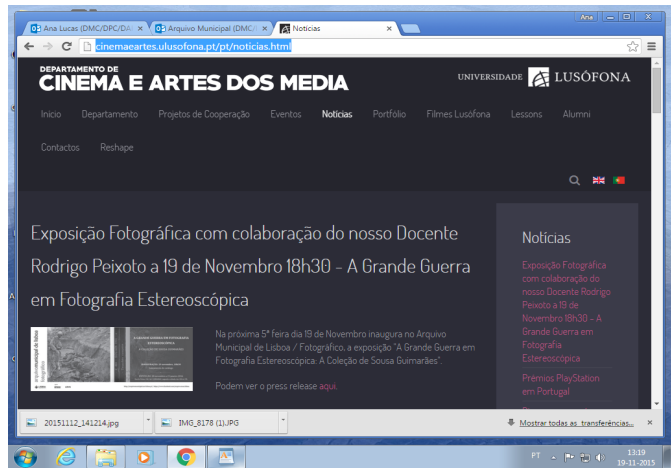 Ana
Ana Lucas (DMC/DPC/DA
Arquivo Municipal (DMC/
Notícias
cinemaeartes.ulusofona.pt/pt/noticias.html
DEPARTAMENTO DE
CINEMA E ARTES DOS MEDIA
UNIVERSIDADE LUSÓFONA
Início Departamento Projetos de Cooperação Eventos Notícias Portfólio Filmes Lusófona Lessons Alumni
Contactos Reshape
Exposição Fotográfica com colaboração do nosso Docente
Rodrigo Peixoto a 19 de Novembro 18h30 - A Grande Guerra
em Fotografia Estereoscópica
Na próxima 5ª feira dia 19 de Novembro inaugura no Arquivo
Municipal de Lisboa / Fotográfico, a exposição "A Grande Guerra em
Fotografia Estereoscópica: A Coleção de Sousa Guimarães".
Podem ver o press release aqui.
Notícias
Exposição Fotográfica
com colaboração do
nosso Docente Rodrigo
Peixoto a 19 de
Novembro 18h30 - A
Grande Guerra em
Fotografia
Estereoscópica
Prémios PlayStation
em Portugal
20151112_141214.jpg
IMG_8178 (1).JPG
Mostrar todas as transferências...
PT
13:19
19-11-2015